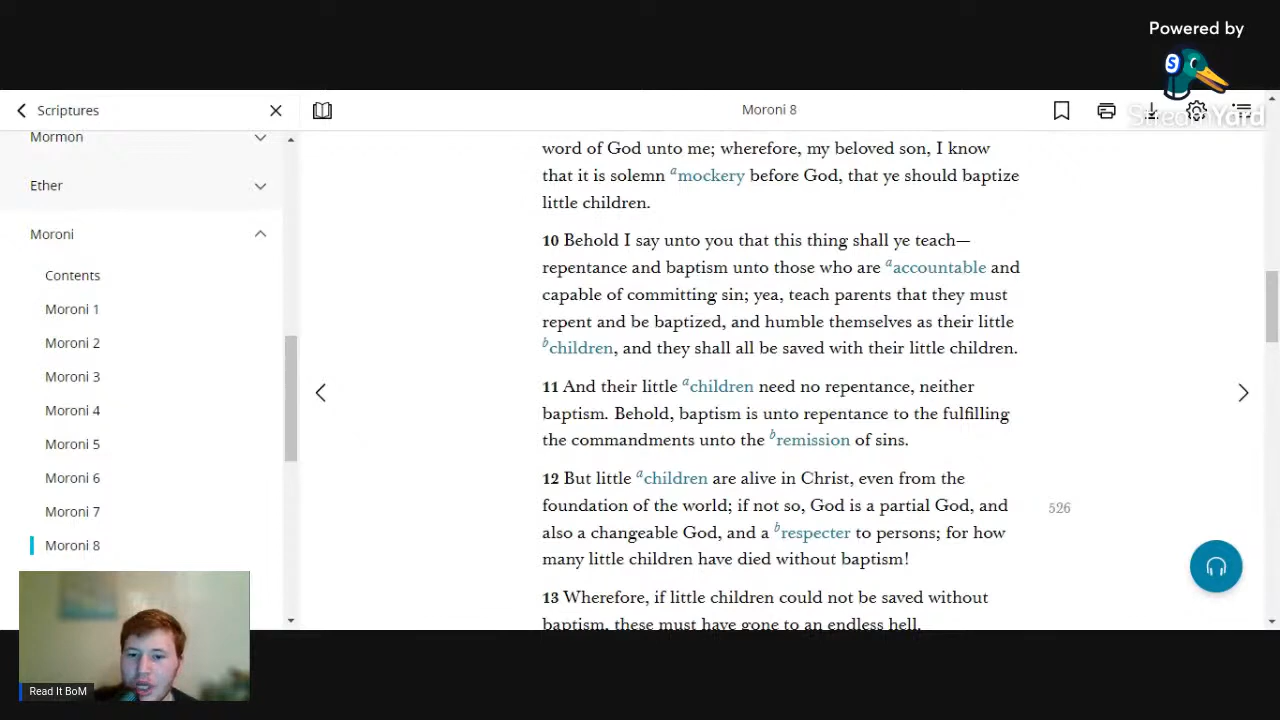 Powered by
StreamYard
Scriptures
Moroni 8
Mormon
Ether
Moroni
Contents
Moroni 1
Moroni 2
Moroni 3
Moroni 4
Moroni 5
Moroni 6
Moroni 7
Moroni 8
word of God unto me; wherefore, my beloved son, I know
that it is solemn a mockery before God, that ye should baptize
little children.
10 Behold I say unto you that this thing shall ye teach—
repentance and baptism unto those who are a accountable and
capable of committing sin; yea, teach parents that they must
repent and be baptized, and humble themselves as their little
b children, and they shall all be saved with their little children.
11 And their little a children need no repentance, neither
baptism. Behold, baptism is unto repentance to the fulfilling
the commandments unto the b remission of sins.
12 But little a children are alive in Christ, even from the
foundation of the world; if not so, God is a partial God, and
also a changeable God, and a b respecter to persons; for how
many little children have died without baptism!
526
13 Wherefore, if little children could not be saved without
baptism, these must have gone to an endless hell.
Read It BoM